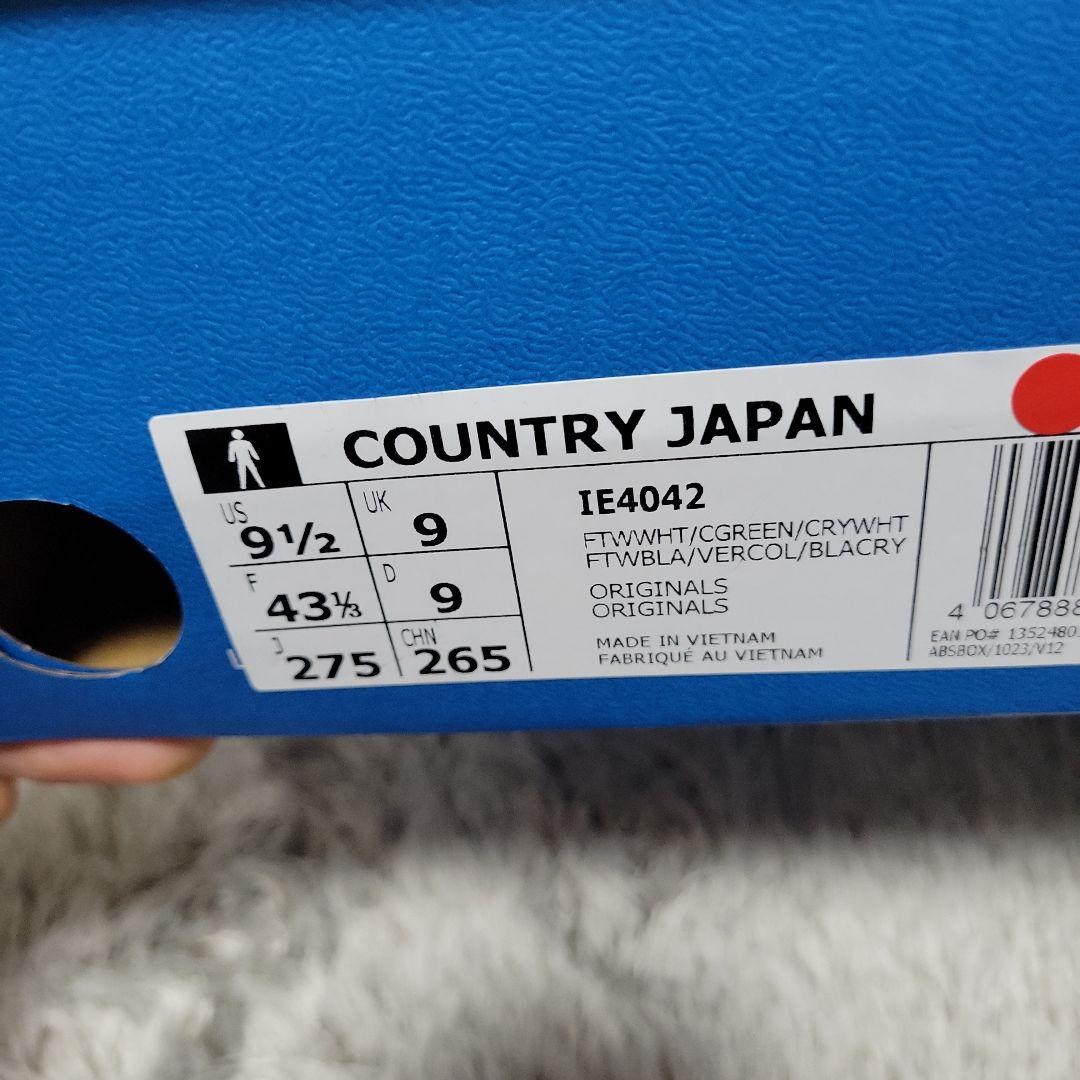 COUNTRY JAPAN
US
9½
UK
9
F
43⅓
D
9
J
275
CHN
265
IE4042
FTWWHT/CGREEN/CRYWHT
FTWBLA/VERCOL/BLACRY
ORIGINALS
ORIGINALS
MADE IN VIETNAM
FABRIQUÉ AU VIETNAM
4 067888
EAN PO# 1352480
ABSBOX/1023/V12